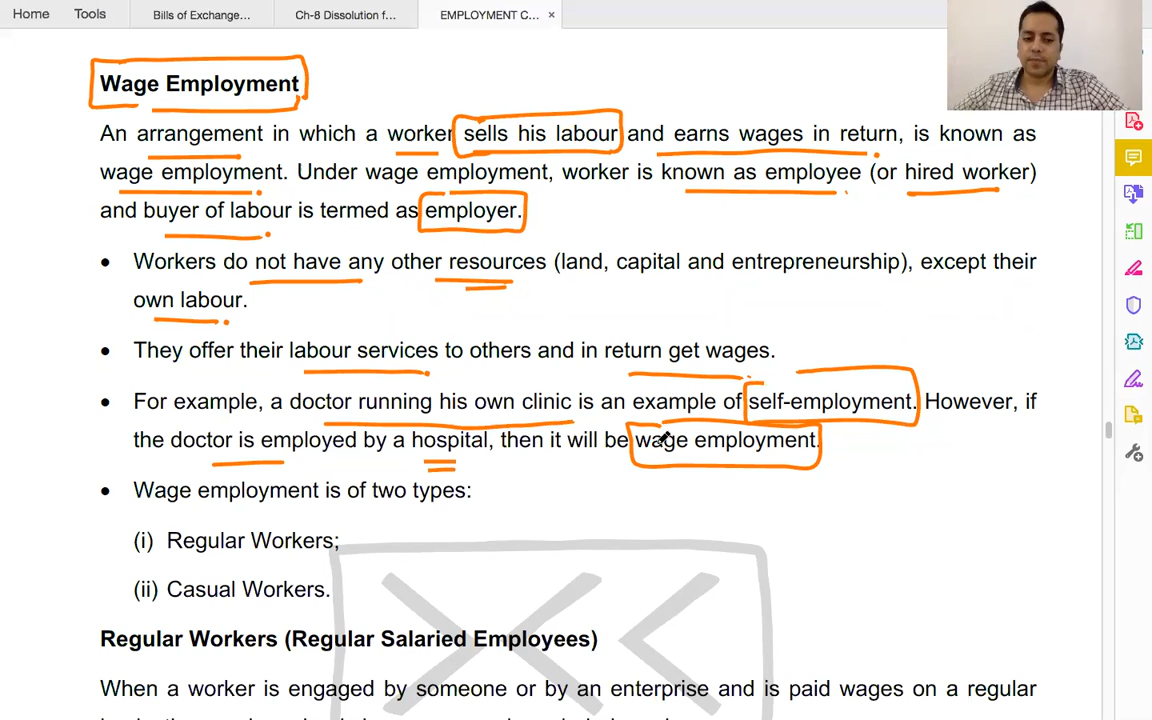 Home Tools Bills of Exchange... Ch-8 Dissolution f... EMPLOYMENT C... ×
Wage Employment
An arrangement in which a worker sells his labour and earns wages in return, is known as
wage employment. Under wage employment, worker is known as employee (or hired worker)
and buyer of labour is termed as employer.
• Workers do not have any other resources (land, capital and entrepreneurship), except their
own labour.
• They offer their labour services to others and in return get wages.
• For example, a doctor running his own clinic is an example of self-employment. However, if
the doctor is employed by a hospital, then it will be wage employment.
• Wage employment is of two types:
(i) Regular Workers;
(ii) Casual Workers.
Regular Workers (Regular Salaried Employees)
When a worker is engaged by someone or by an enterprise and is paid wages on a regular